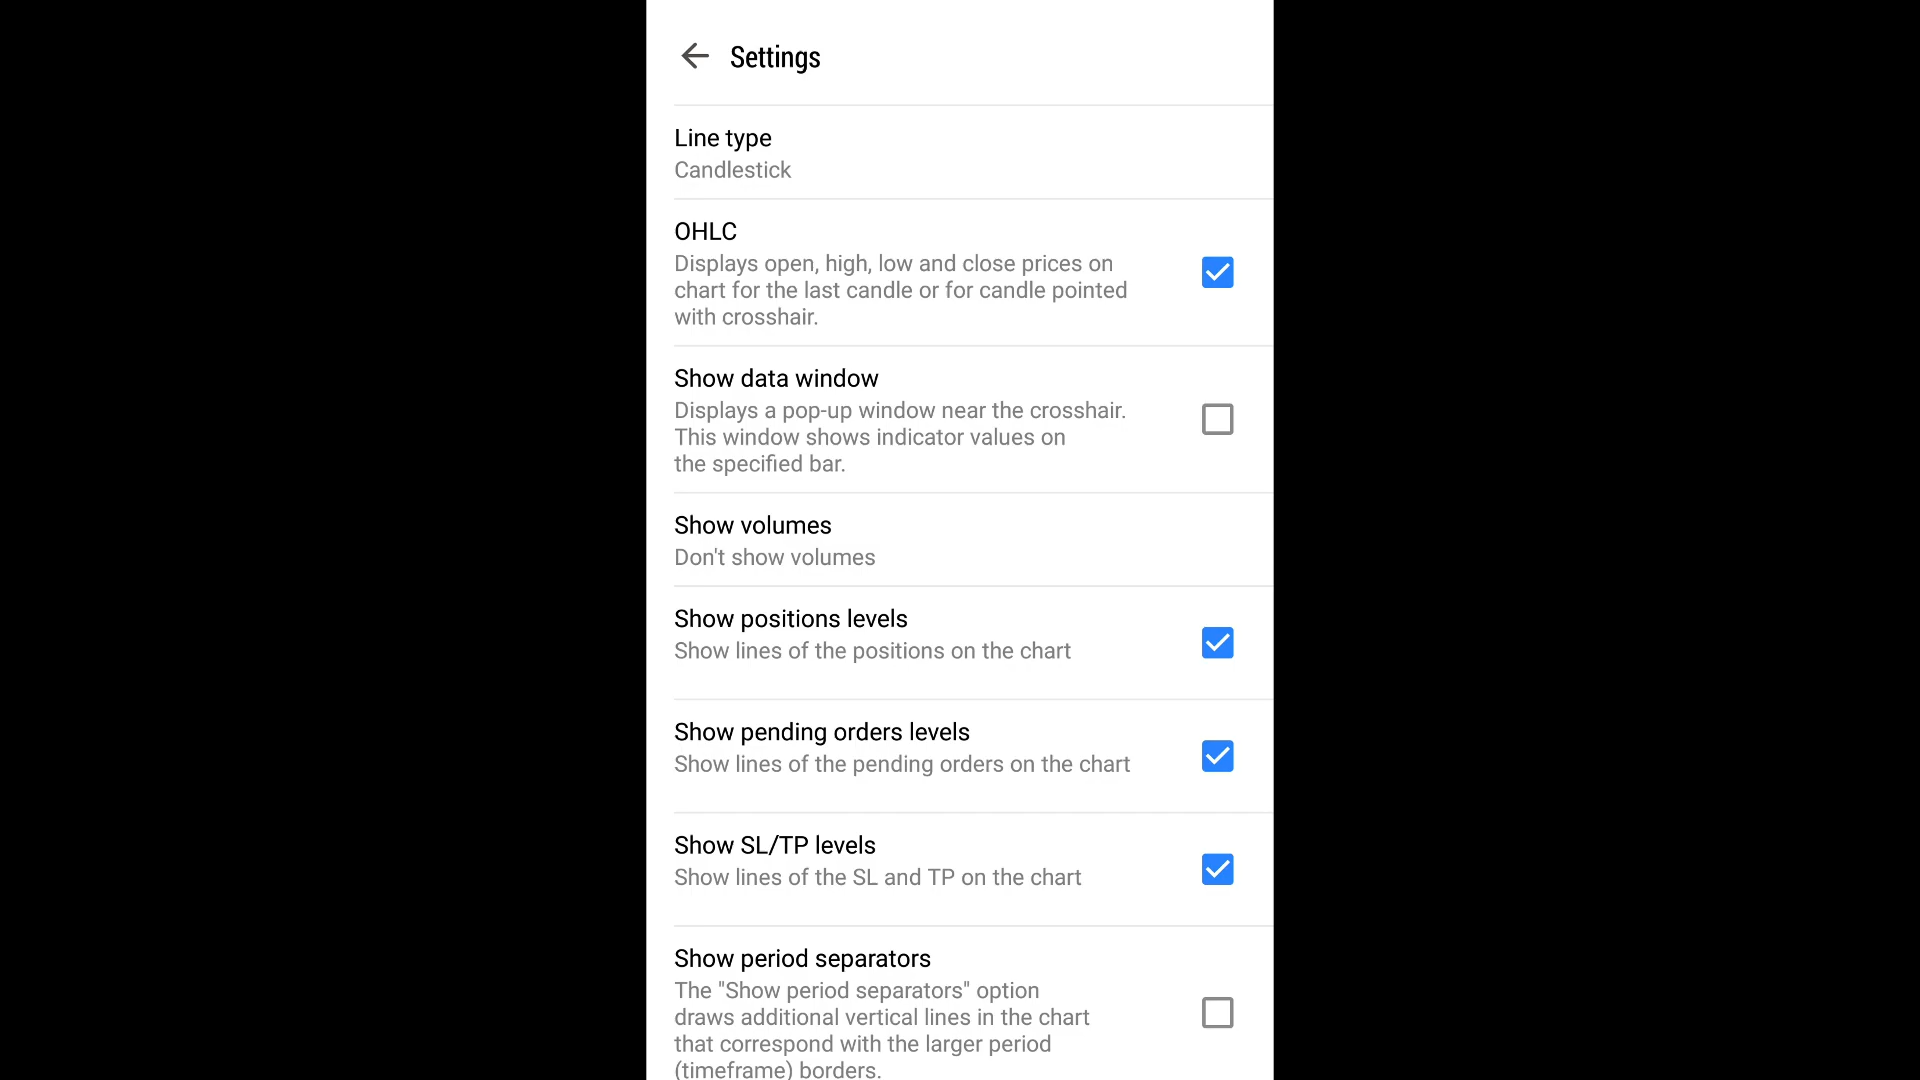 Settings
Line type
Candlestick
OHLC
Displays open, high, low and close prices on
chart for the last candle or for candle pointed
with crosshair.
Show data window
Displays a pop-up window near the crosshair.
This window shows indicator values on
the specified bar.
Show volumes
Don't show volumes
Show positions levels
Show lines of the positions on the chart
Show pending orders levels
Show lines of the pending orders on the chart
Show SL/TP levels
Show lines of the SL and TP on the chart
Show period separators
The "Show period separators" option
draws additional vertical lines in the chart
that correspond with the larger period
(timeframe) borders.